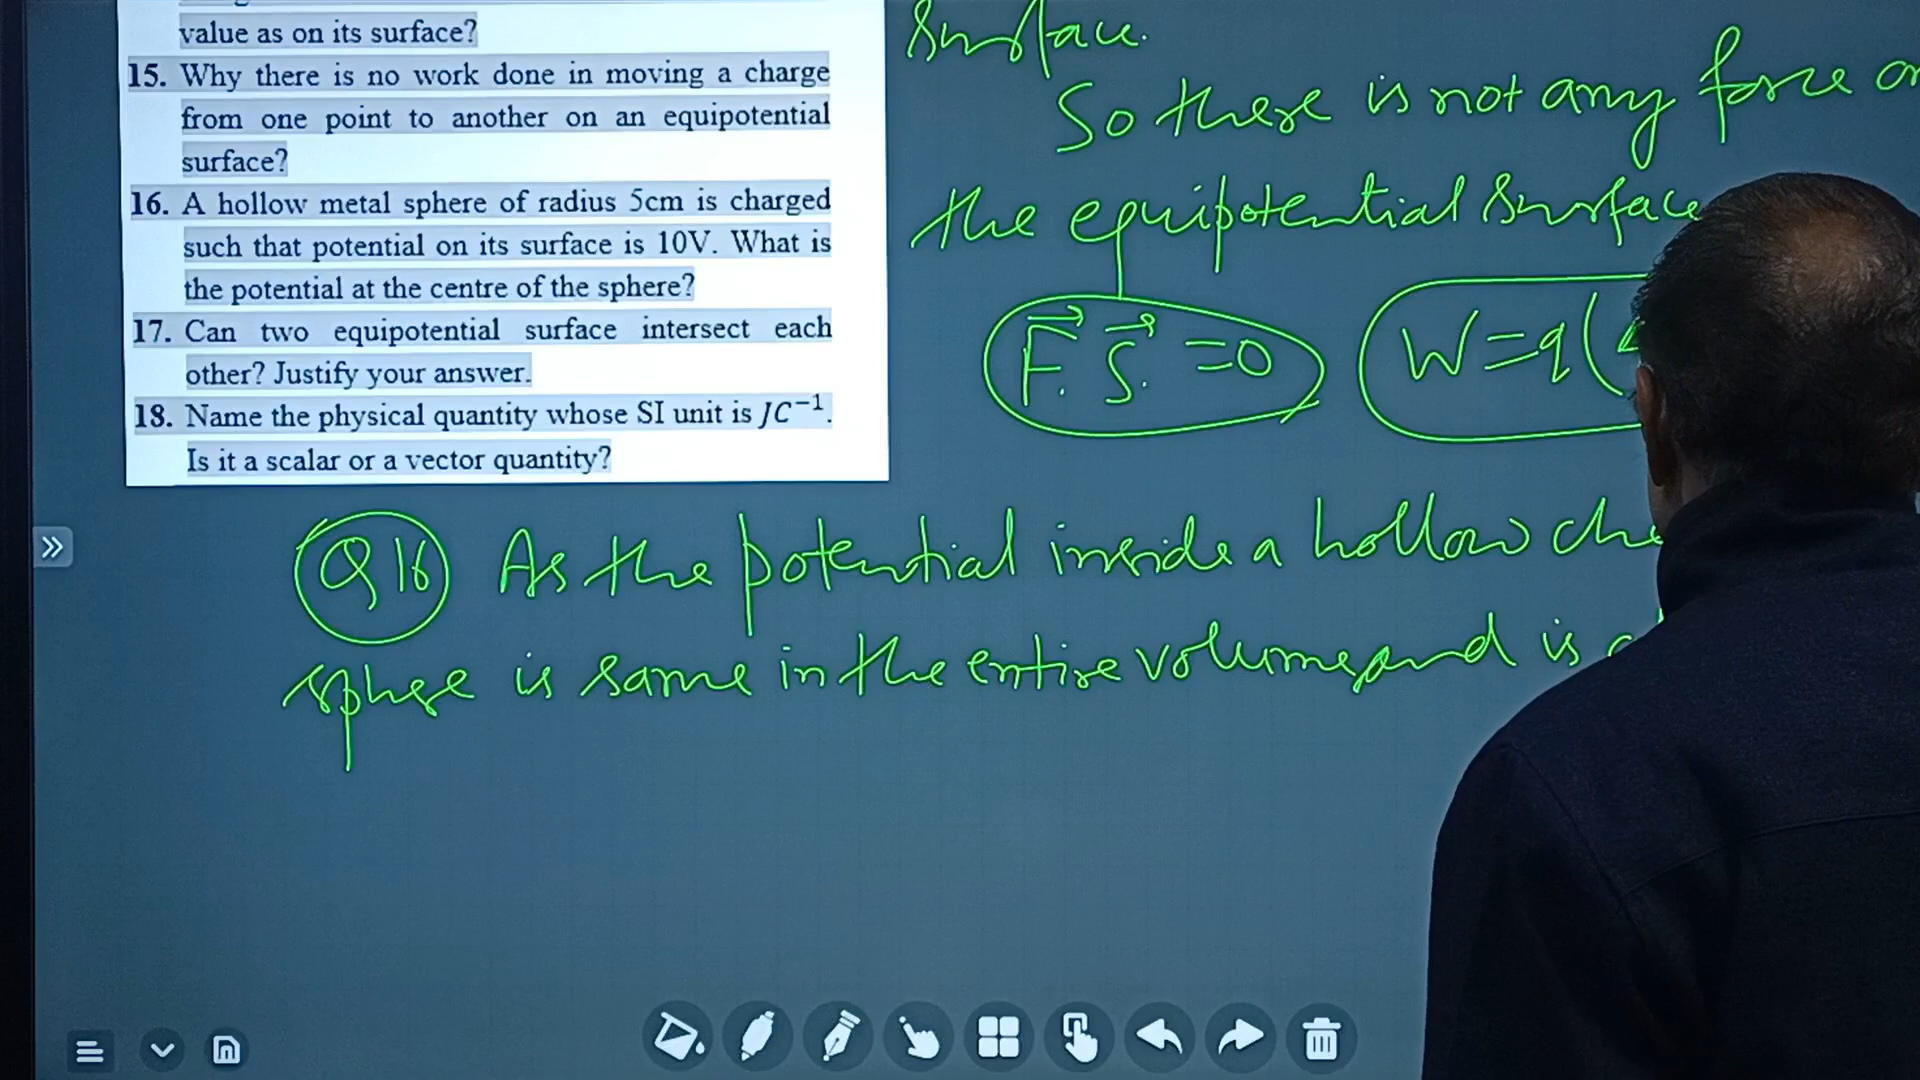 value as on its surface?
15. Why there is no work done in moving a charge
from one point to another on an equipotential
surface?
16. A hollow metal sphere of radius 5cm is charged
such that potential on its surface is 10V. What is
the potential at the centre of the sphere?
17. Can two equipotential surface intersect each
other? Justify your answer.
18. Name the physical quantity whose SI unit is JC⁻¹.
Is it a scalar or a vector quantity?
Surface.
So there is not any force on
the equipotential Surface
F⃗. S⃗. =0
W=q(
Q16 As the potential inside a hollow
sphere is same in the entire volume, and is